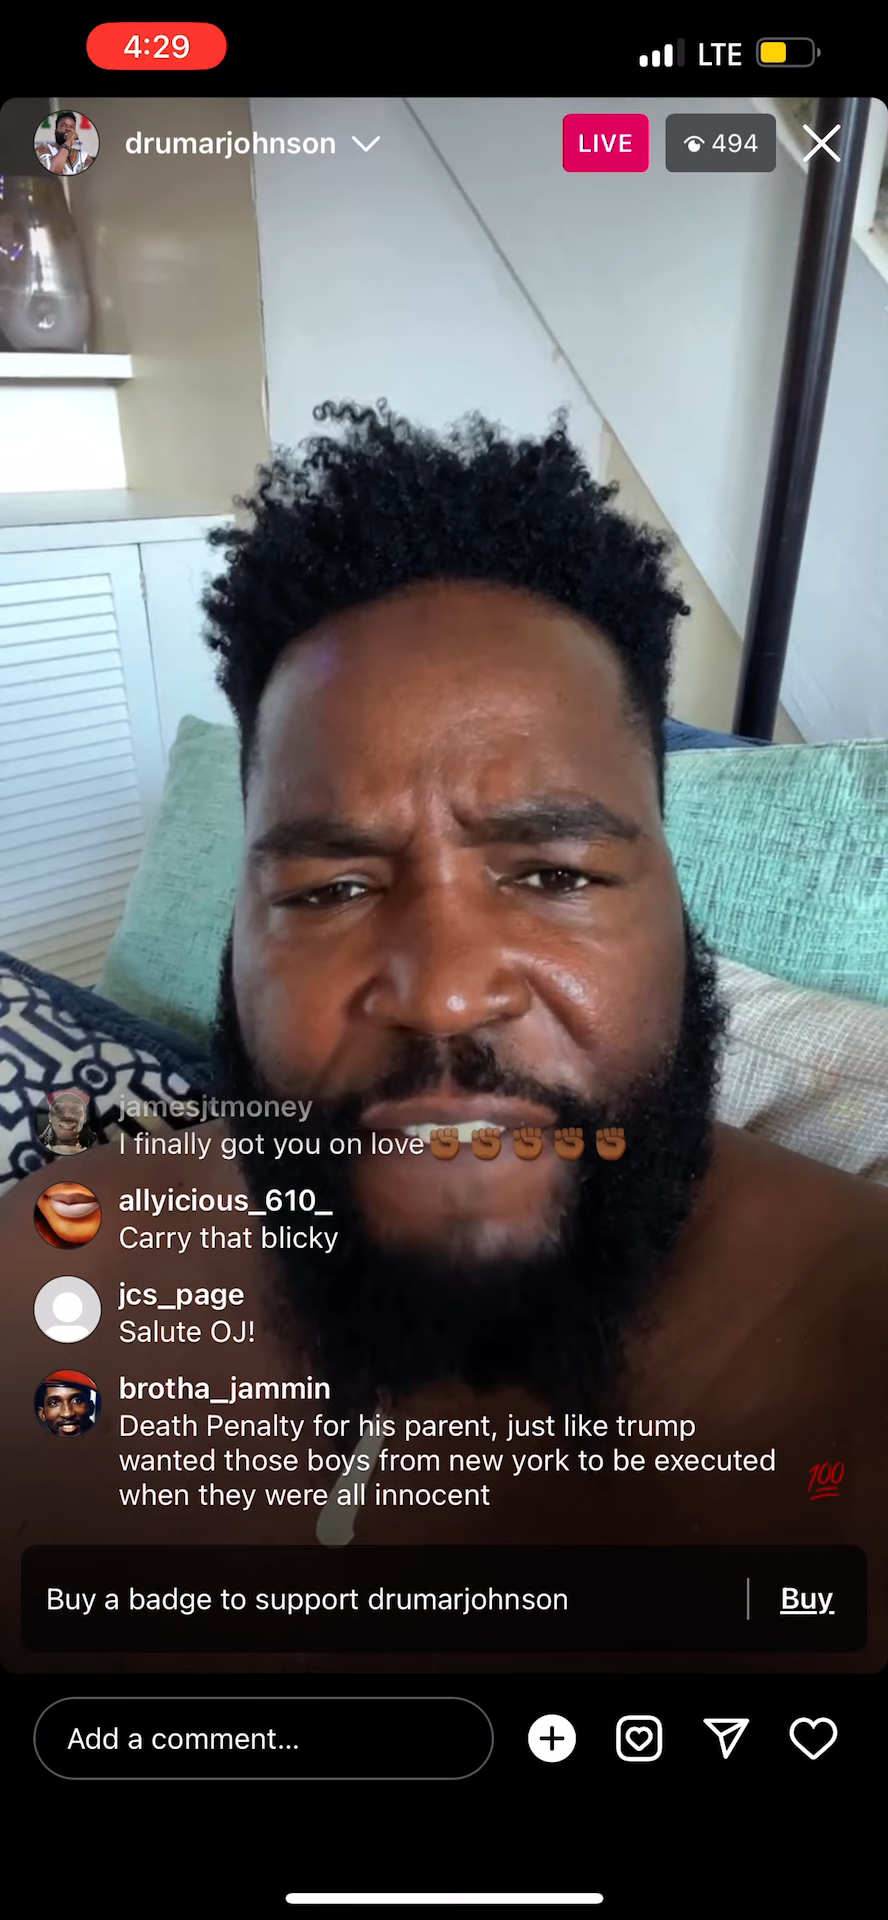 4:29
LTE
drumarjohnson
LIVE
494
jamesjtmoney
I finally got you on love✊🏾✊🏾✊🏾✊🏾✊🏾
allyicious_610_
Carry that blicky
jcs_page
Salute OJ!
brotha_jammin
Death Penalty for his parent, just like trump
wanted those boys from new york to be executed
when they were all innocent
💯
Buy a badge to support drumarjohnson
Buy
Add a comment...